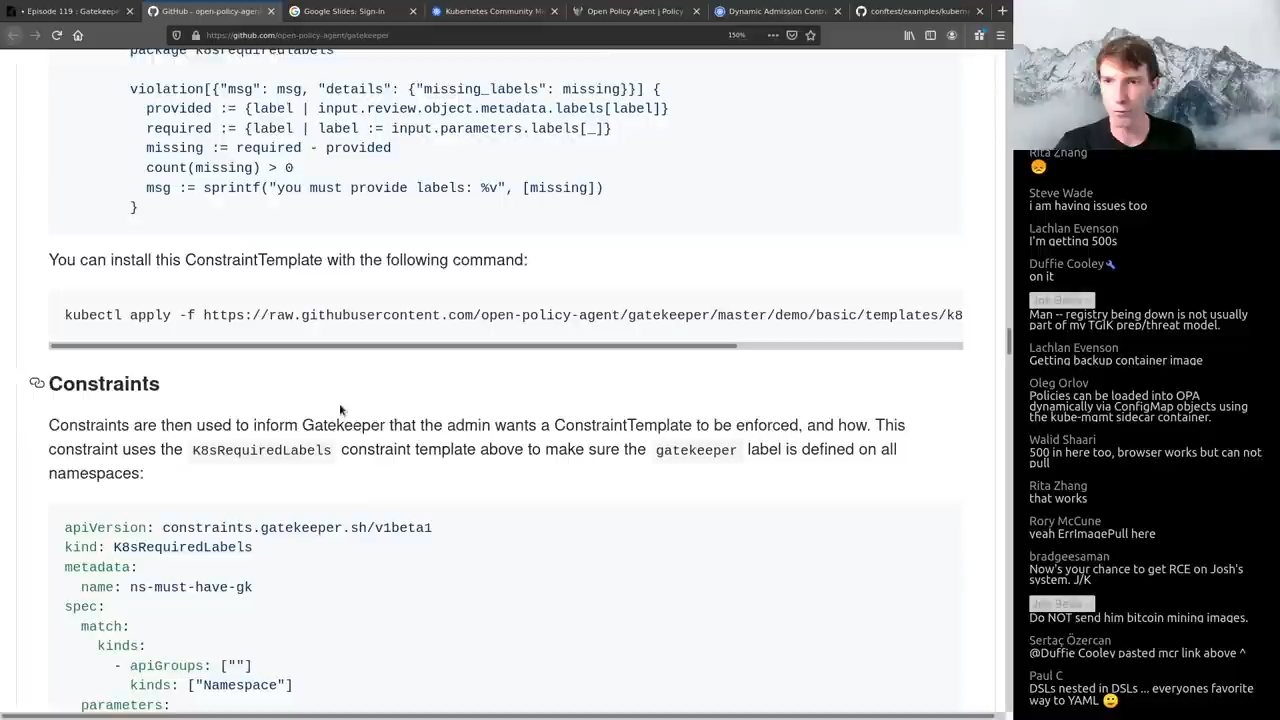 Episode 119 : Gatekeep
GitHub - open-policy-agen
Google Slides: Sign-in
Kubernetes Community M
Open Policy Agent | Policy
Dynamic Admission Contr
conftest/examples/kubern
https://github.com/open-policy-agent/gatekeeper
150%
package k8srequiredlabels
violation[{"msg": msg, "details": {"missing_labels": missing}}] {
provided := {label | input.review.object.metadata.labels[label]}
required := {label | label := input.parameters.labels[_]}
missing := required - provided
count(missing) > 0
msg := sprintf("you must provide labels: %v", [missing])
}
You can install this ConstraintTemplate with the following command:
kubectl apply -f https://raw.githubusercontent.com/open-policy-agent/gatekeeper/master/demo/basic/templates/k8
Constraints
Constraints are then used to inform Gatekeeper that the admin wants a ConstraintTemplate to be enforced, and how. This
constraint uses the K8sRequiredLabels constraint template above to make sure the gatekeeper label is defined on all
namespaces:
apiVersion: constraints.gatekeeper.sh/v1beta1
kind: K8sRequiredLabels
metadata:
name: ns-must-have-gk
spec:
match:
kinds:
- apiGroups: [""]
kinds: ["Namespace"]
parameters:
Rita Zhang
Steve Wade
i am having issues too
Lachlan Evenson
I'm getting 500s
Duffie Cooley
on it
Man -- registry being down is not usually
part of my TGIK prep/threat model.
Lachlan Evenson
Getting backup container image
Oleg Orlov
Policies can be loaded into OPA
dynamically via ConfigMap objects using
the kube-mgmt sidecar container.
Walid Shaari
500 in here too, browser works but can not
pull
Rita Zhang
that works
Rory McCune
yeah ErrImagePull here
bradgeesaman
Now's your chance to get RCE on Josh's
system. J/K
Do NOT send him bitcoin mining images.
Sertaç Özercan
@Duffie Cooley pasted mcr link above ^
Paul C
DSLs nested in DSLs ... everyones favorite
way to YAML